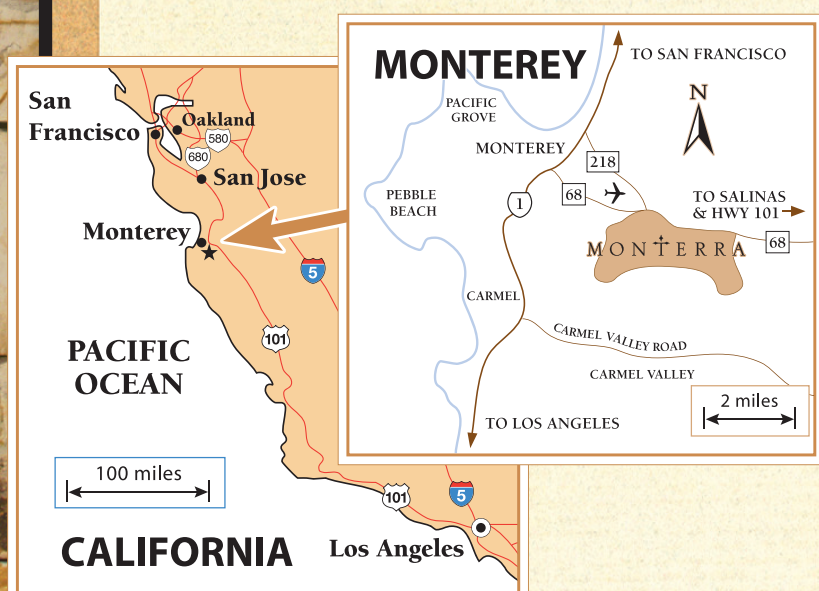 San
Francisco
Oakland
580
680
San Jose
Monterey
5
101
PACIFIC
OCEAN
100 miles
101
5
CALIFORNIA
Los Angeles
MONTEREY
TO SAN FRANCISCO
PACIFIC
GROVE
N
MONTEREY
218
PEBBLE
BEACH
68
1
TO SALINAS
& HWY 101
MONTERRA
68
CARMEL
CARMEL VALLEY ROAD
CARMEL VALLEY
2 miles
TO LOS ANGELES